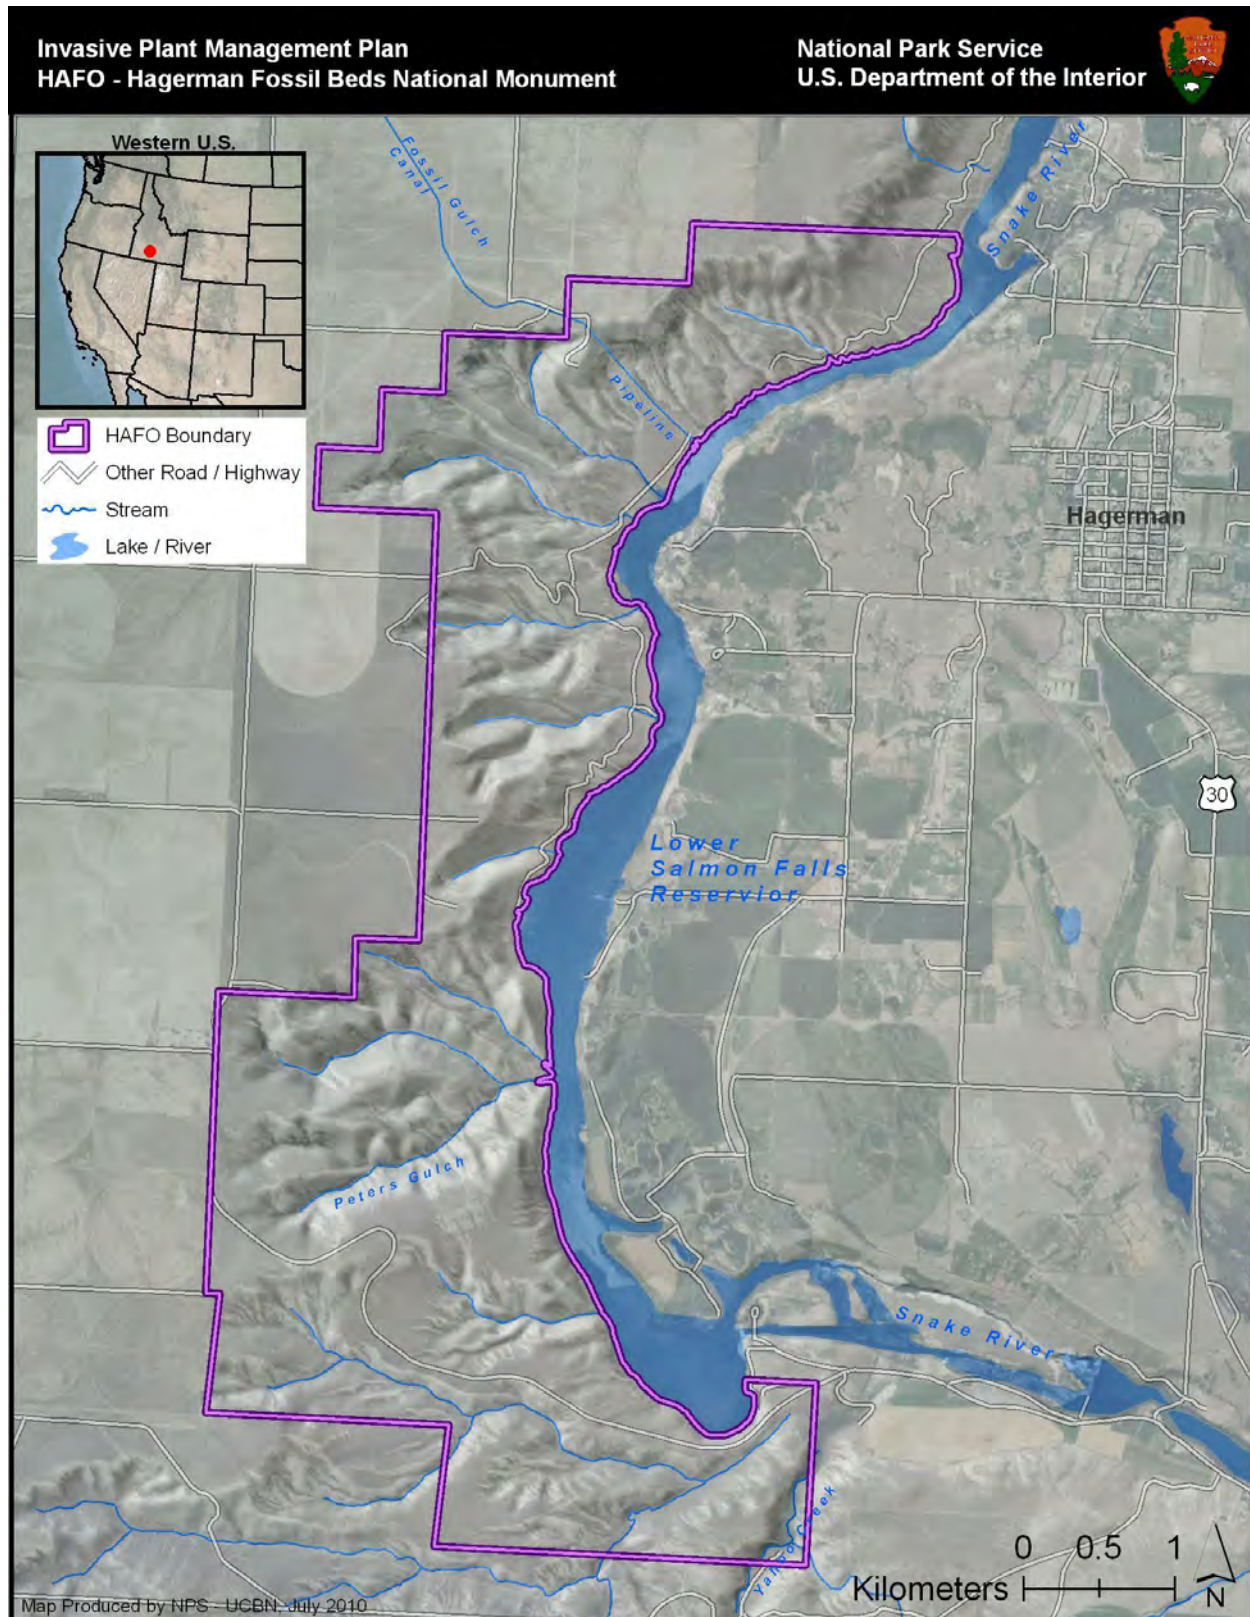 Invasive Plant Management Plan
HAFO - Hagerman Fossil Beds National Monument
National Park Service
U.S. Department of the Interior
Western U.S.
HAFO Boundary
Other Road / Highway
Stream
Lake / River
Fossil Gulch
Canal
Snake River
Pipeline
Hagerman
30
Lower
Salmon Falls
Reservior
Peters Gulch
Snake River
Yahoo Creek
0 0.5 1
Kilometers
N
Map Produced by NPS - UCBN, July 2010